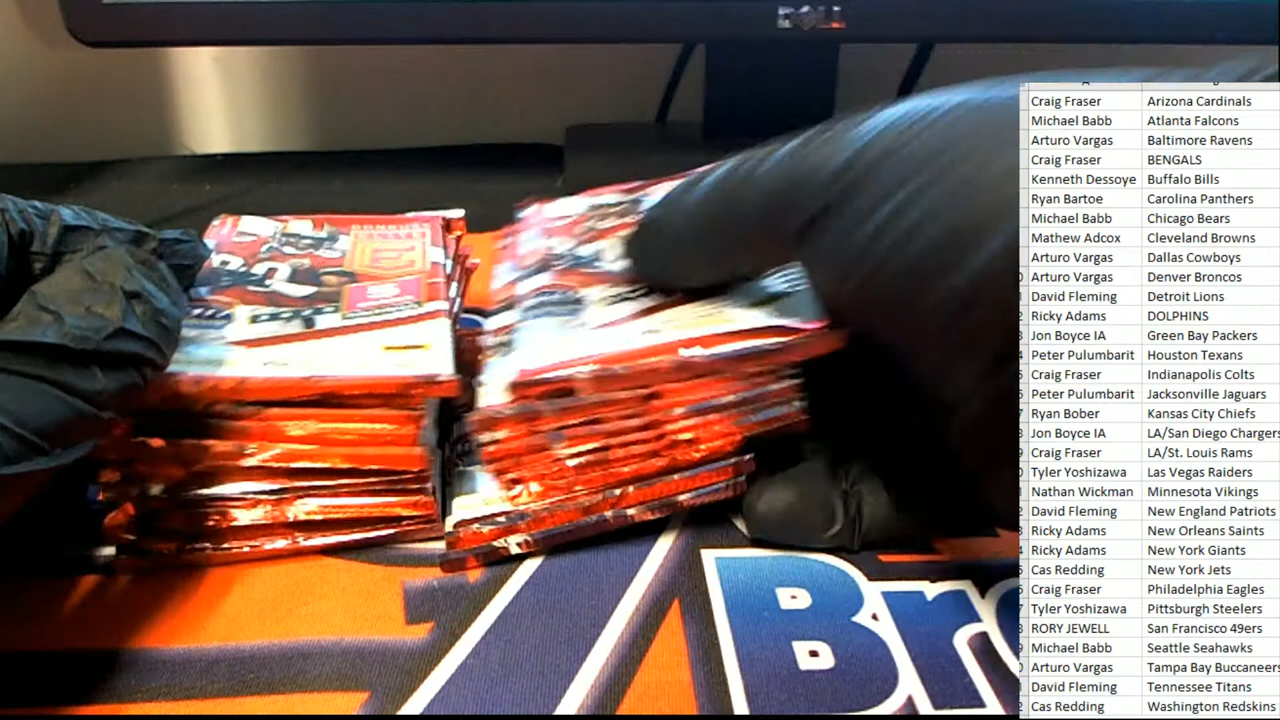 DELL
Craig Fraser Arizona Cardinals
Michael Babb Atlanta Falcons
Arturo Vargas Baltimore Ravens
Craig Fraser BENGALS
Kenneth Dessoye Buffalo Bills
Ryan Bartoe Carolina Panthers
Michael Babb Chicago Bears
Mathew Adcox Cleveland Browns
Arturo Vargas Dallas Cowboys
Arturo Vargas Denver Broncos
David Fleming Detroit Lions
Ricky Adams DOLPHINS
Jon Boyce IA Green Bay Packers
Peter Pulumbarit Houston Texans
Craig Fraser Indianapolis Colts
Peter Pulumbarit Jacksonville Jaguars
Ryan Bober Kansas City Chiefs
Jon Boyce IA LA/San Diego Chargers
Craig Fraser LA/St. Louis Rams
Tyler Yoshizawa Las Vegas Raiders
Nathan Wickman Minnesota Vikings
David Fleming New England Patriots
Ricky Adams New Orleans Saints
Ricky Adams New York Giants
Cas Redding New York Jets
Craig Fraser Philadelphia Eagles
Tyler Yoshizawa Pittsburgh Steelers
RORY JEWELL San Francisco 49ers
Michael Babb Seattle Seahawks
Arturo Vargas Tampa Bay Buccaneers
David Fleming Tennessee Titans
Cas Redding Washington Redskins
DONRUSS
ELITE
E
Br